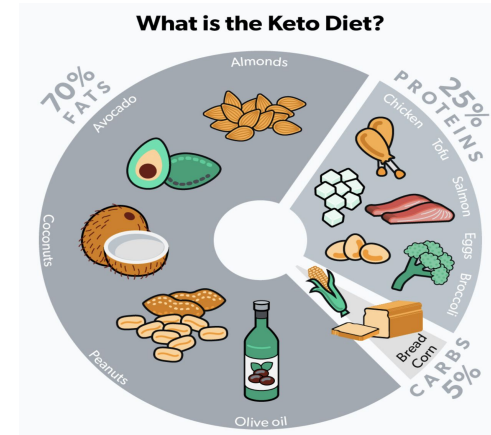 What is the Keto Diet?
70%
FATS
Almonds
Avocado
Coconuts
Peanuts
Olive oil
25%
PROTEINS
Chicken
Tofu
Salmon
Eggs
Broccoli
Bread
Corn
CARBS
5%